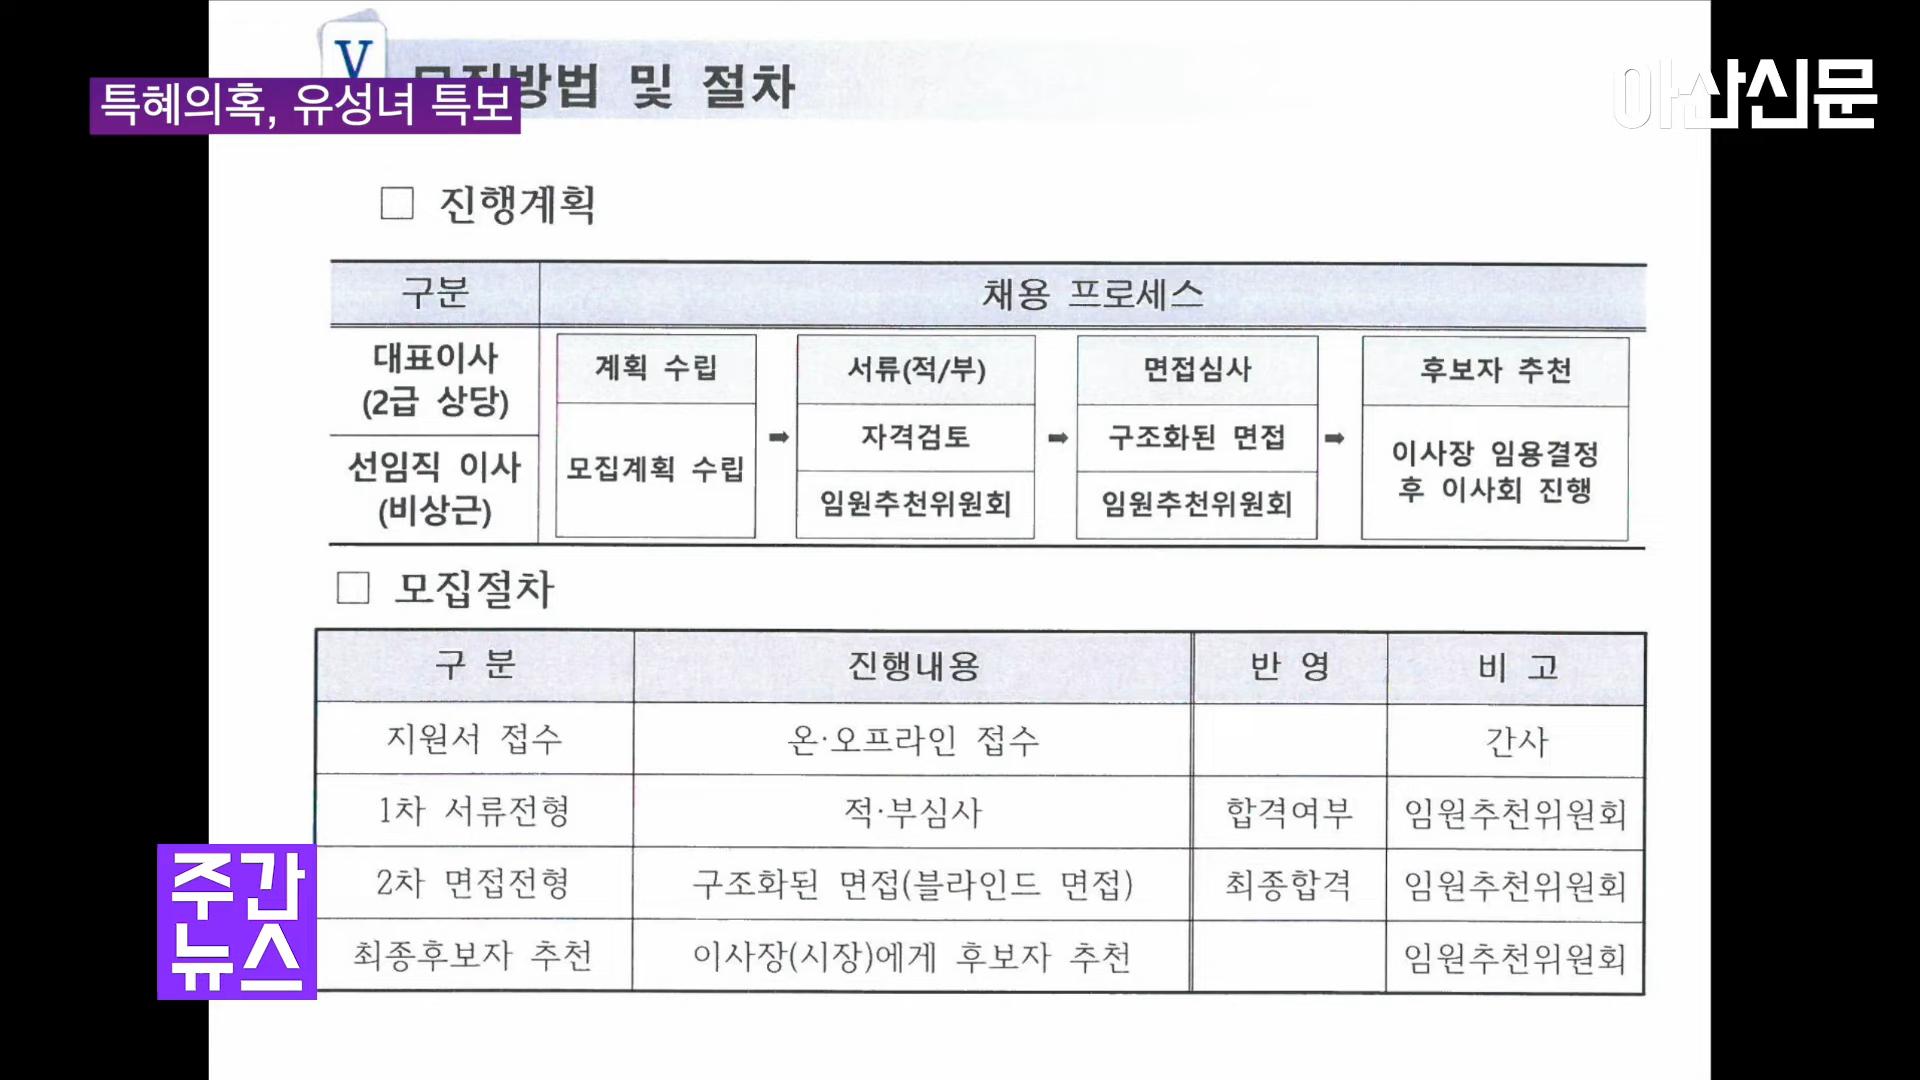 V
모집방법 및 절차
특혜의혹, 유성녀 특보
아산신문
□ 진행계획
구분 채용 프로세스
대표이사
(2급 상당)
선임직 이사
(비상근)
계획 수립
모집계획 수립
➡
서류(적/부)
자격검토
임원추천위원회
➡
면접심사
구조화된 면접
임원추천위원회
➡
후보자 추천
이사장 임용결정
후 이사회 진행
□ 모집절차
구 분 진행내용 반 영 비 고
지원서 접수 온·오프라인 접수 간사
1차 서류전형 적·부심사 합격여부 임원추천위원회
2차 면접전형 구조화된 면접(블라인드 면접) 최종합격 임원추천위원회
최종후보자 추천 이사장(시장)에게 후보자 추천 임원추천위원회
주간
뉴스